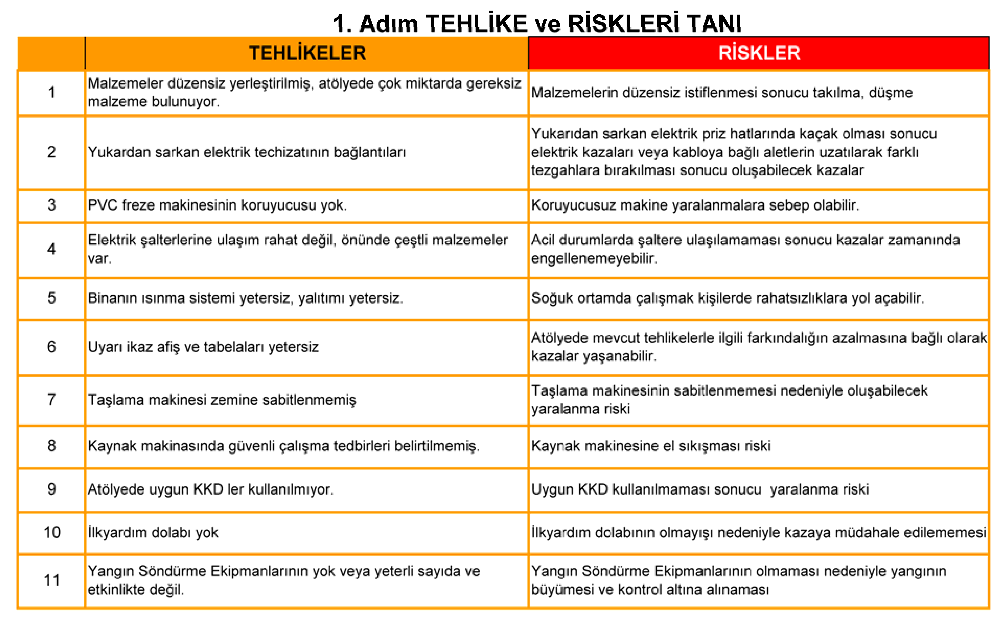 1. Adım TEHLİKE ve RİSKLERİ TANI
TEHLİKELER
RİSKLER
1
Malzemeler düzensiz yerleştirilmiş, atölyede çok miktarda gereksiz
malzeme bulunuyor.
Malzemelerin düzensiz istiflenmesi sonucu takılma, düşme
2
Yukardan sarkan elektrik techizatının bağlantıları
Yukarıdan sarkan elektrik priz hatlarında kaçak olması sonucu
elektrik kazaları veya kabloya bağlı aletlerin uzatılarak farklı
tezgahlara bırakılması sonucu oluşabilecek kazalar
3
PVC freze makinesinin koruyucusu yok.
Koruyucusuz makine yaralanmalara sebep olabilir.
4
Elektrik şalterlerine ulaşım rahat değil, önünde çeştli malzemeler
var.
Acil durumlarda şaltere ulaşılamaması sonucu kazalar zamanında
engellenemeyebilir.
5
Binanın ısınma sistemi yetersiz, yalıtımı yetersiz.
Soğuk ortamda çalışmak kişilerde rahatsızlıklara yol açabilir.
6
Uyarı ikaz afiş ve tabelaları yetersiz
Atölyede mevcut tehlikelerle ilgili farkındalığın azalmasına bağlı olarak
kazalar yaşanabilir.
7
Taşlama makinesi zemine sabitlenmemiş
Taşlama makinesinin sabitlenmemesi nedeniyle oluşabilecek
yaralanma riski
8
Kaynak makinasında güvenli çalışma tedbirleri belirtilmemiş.
Kaynak makinesine el sıkışması riski
9
Atölyede uygun KKD ler kullanılmıyor.
Uygun KKD kullanılmaması sonucu  yaralanma riski
10
İlkyardım dolabı yok
İlkyardım dolabının olmayışı nedeniyle kazaya müdahale edilememesi
11
Yangın Söndürme Ekipmanlarının yok veya yeterli sayıda ve
etkinlikte değil.
Yangın Söndürme Ekipmanlarının olmaması nedeniyle yangının
büyümesi ve kontrol altına alınaması